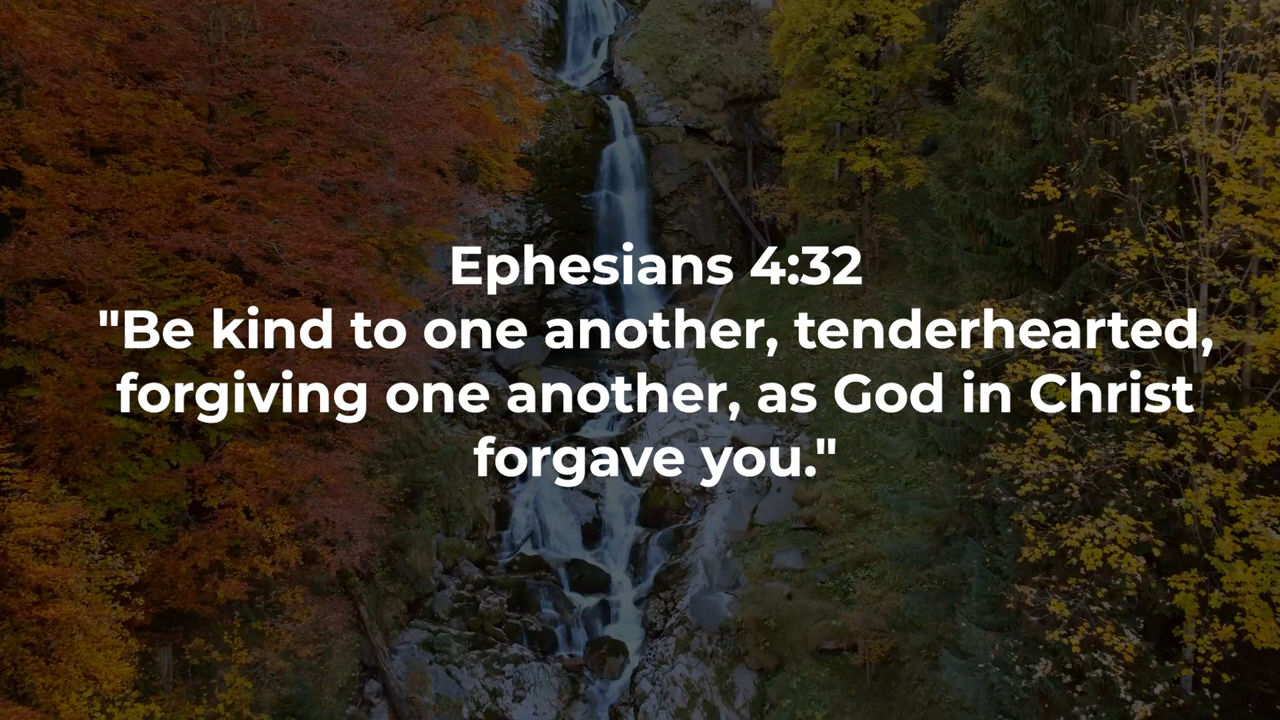 Ephesians 4:32
"Be kind to one another, tenderhearted,
forgiving one another, as God in Christ
forgave you."